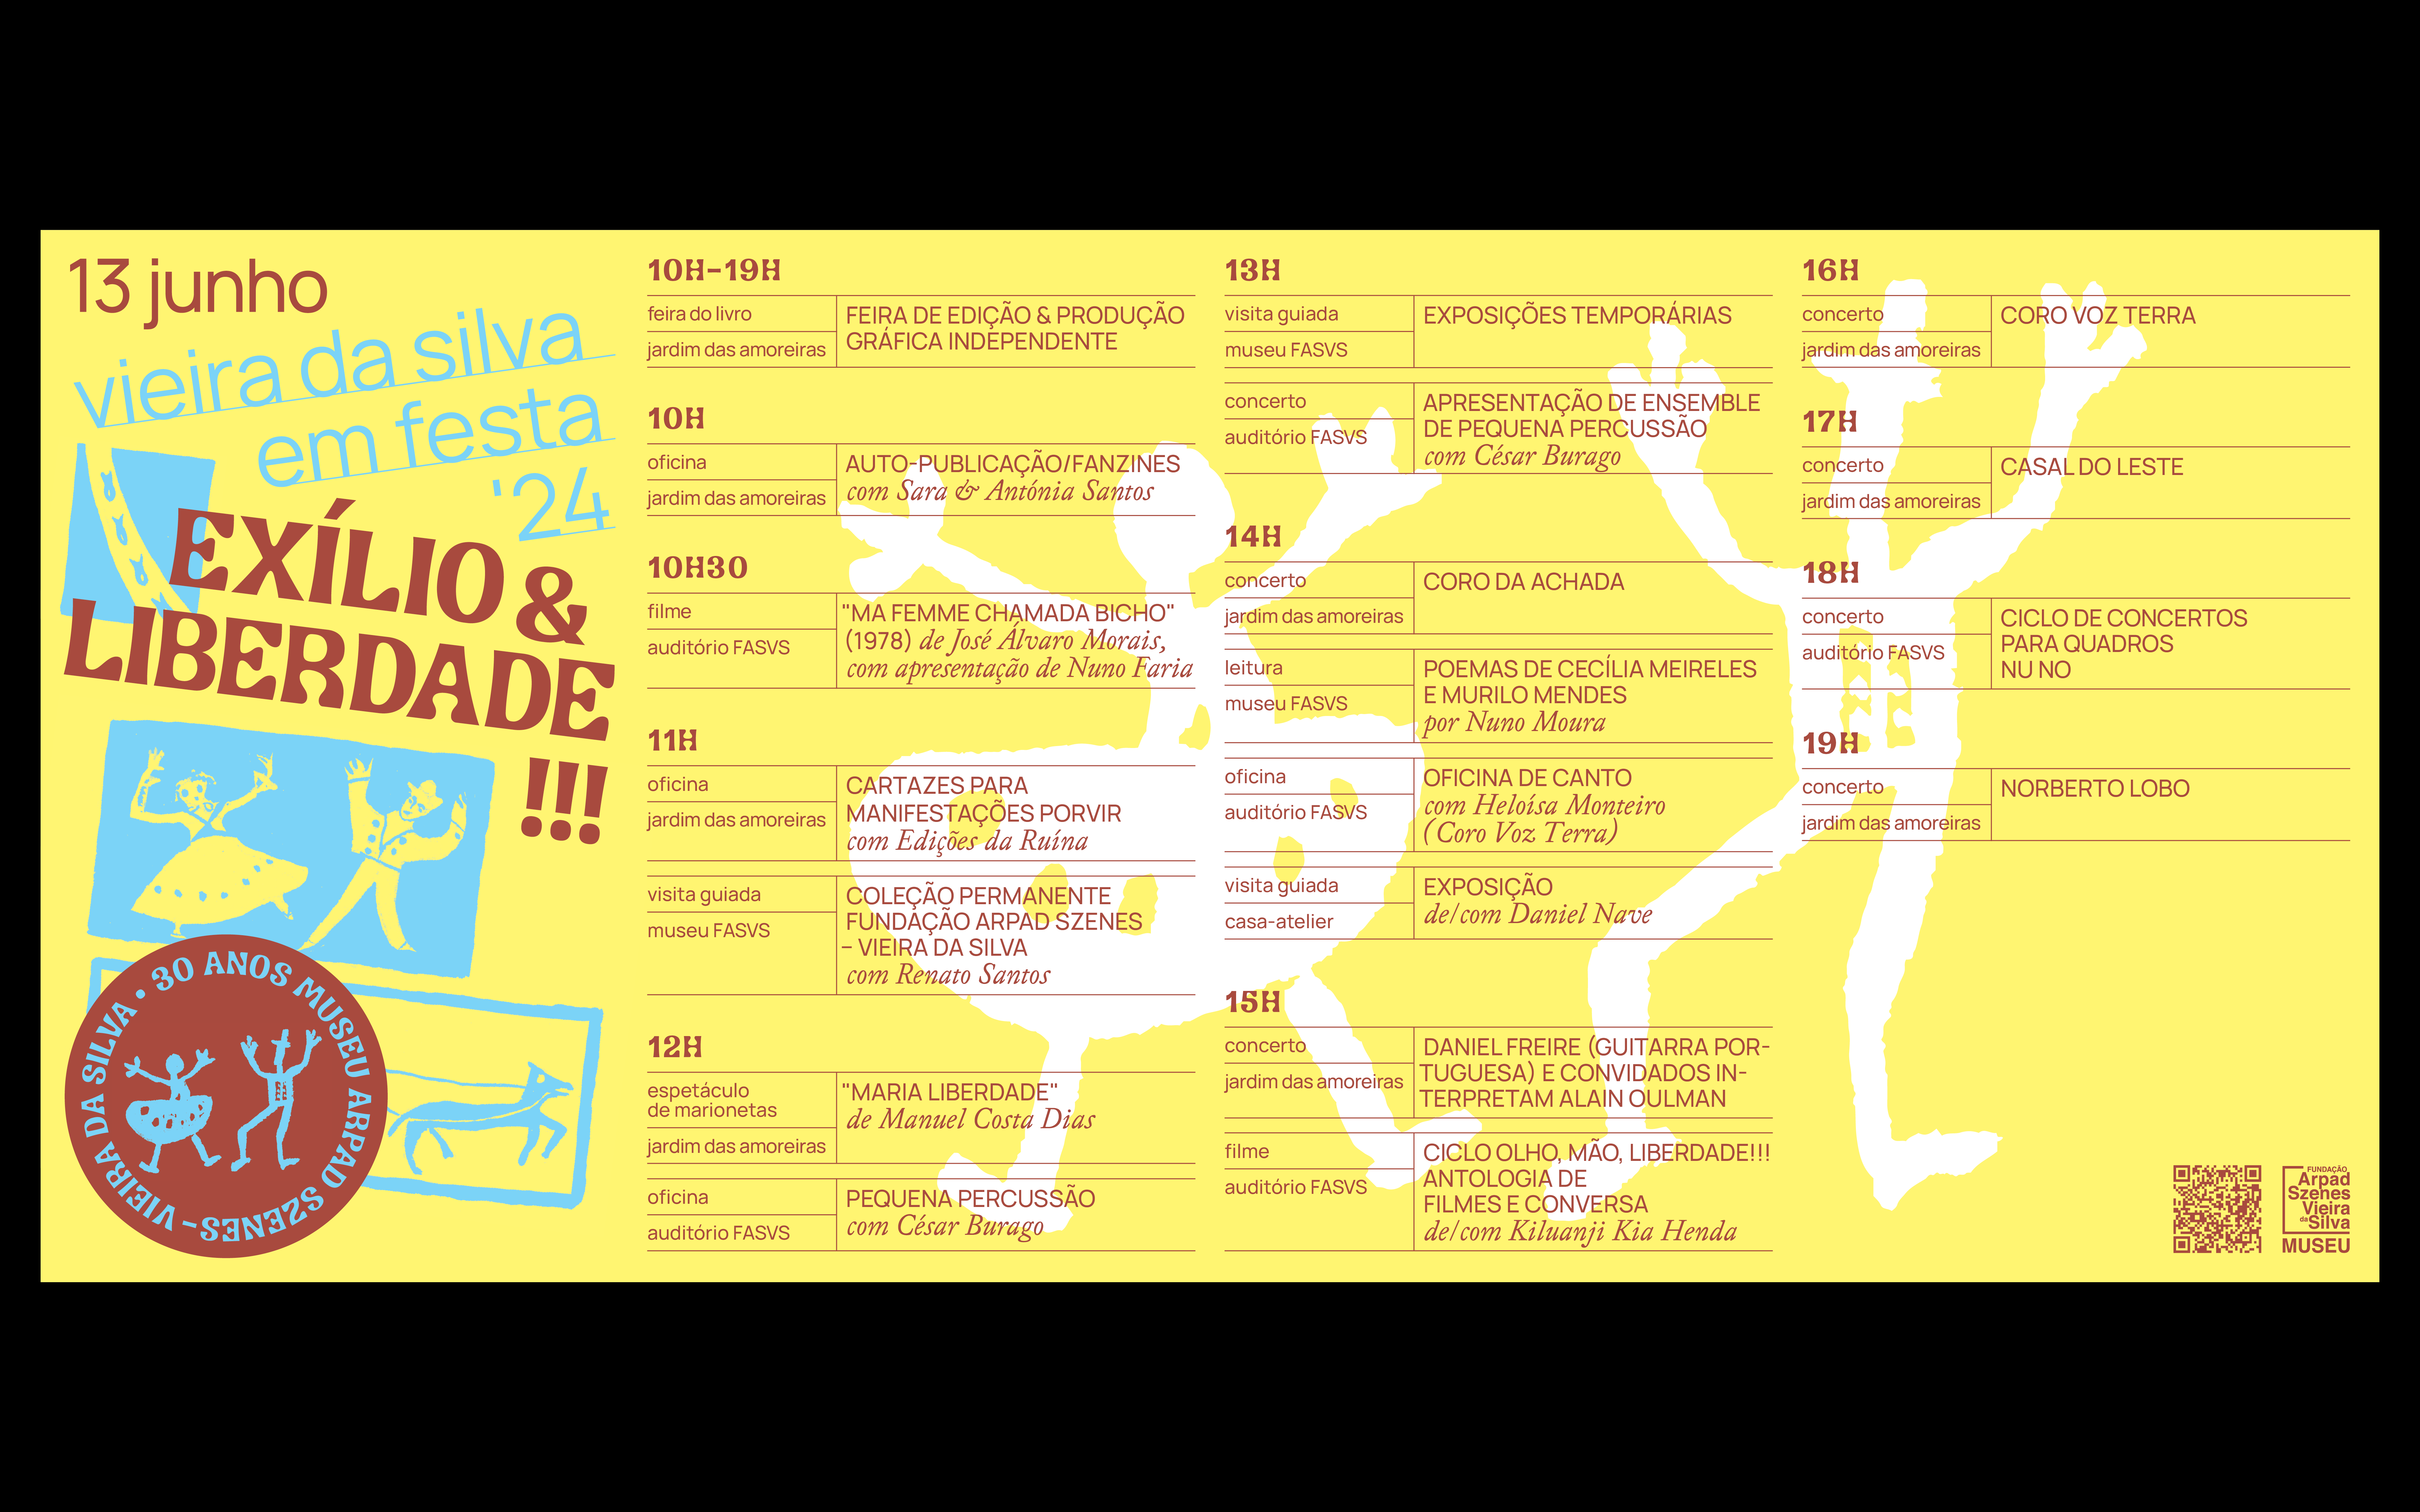 13 junho
vieira da silva
em festa
'24
EXÍLIO &
LIBERDADE
!!!
30 ANOS MUSEU ARPAD SZENES - VIEIRA DA SILVA •
10H-19H
feira do livro
jardim das amoreiras
FEIRA DE EDIÇÃO & PRODUÇÃO
GRÁFICA INDEPENDENTE
10H
oficina
jardim das amoreiras
AUTO-PUBLICAÇÃO/FANZINES
com Sara & Antónia Santos
10H30
filme
auditório FASVS
"MA FEMME CHAMADA BICHO"
(1978) de José Álvaro Morais,
com apresentação de Nuno Faria
11H
oficina
jardim das amoreiras
CARTAZES PARA
MANIFESTAÇÕES PORVIR
com Edições da Ruína
visita guiada
museu FASVS
COLEÇÃO PERMANENTE
FUNDAÇÃO ARPAD SZENES
– VIEIRA DA SILVA
com Renato Santos
12H
espetáculo
de marionetas
jardim das amoreiras
"MARIA LIBERDADE"
de Manuel Costa Dias
oficina
auditório FASVS
PEQUENA PERCUSSÃO
com César Burago
13H
visita guiada
museu FASVS
EXPOSIÇÕES TEMPORÁRIAS
concerto
auditório FASVS
APRESENTAÇÃO DE ENSEMBLE
DE PEQUENA PERCUSSÃO
com César Burago
14H
concerto
jardim das amoreiras
CORO DA ACHADA
leitura
museu FASVS
POEMAS DE CECÍLIA MEIRELES
E MURILO MENDES
por Nuno Moura
oficina
auditório FASVS
OFICINA DE CANTO
com Heloísa Monteiro
(Coro Voz Terra)
visita guiada
casa-atelier
EXPOSIÇÃO
de/com Daniel Nave
15H
concerto
jardim das amoreiras
DANIEL FREIRE (GUITARRA POR-
TUGUESA) E CONVIDADOS IN-
TERPRETAM ALAIN OULMAN
filme
auditório FASVS
CICLO OLHO, MÃO, LIBERDADE!!!
ANTOLOGIA DE
FILMES E CONVERSA
de/com Kiluanji Kia Henda
16H
concerto
jardim das amoreiras
CORO VOZ TERRA
17H
concerto
jardim das amoreiras
CASAL DO LESTE
18H
concerto
auditório FASVS
CICLO DE CONCERTOS
PARA QUADROS
NU NO
19H
concerto
jardim das amoreiras
NORBERTO LOBO
FUNDAÇÃO
Arpad
Szenes
Vieira
da Silva
MUSEU